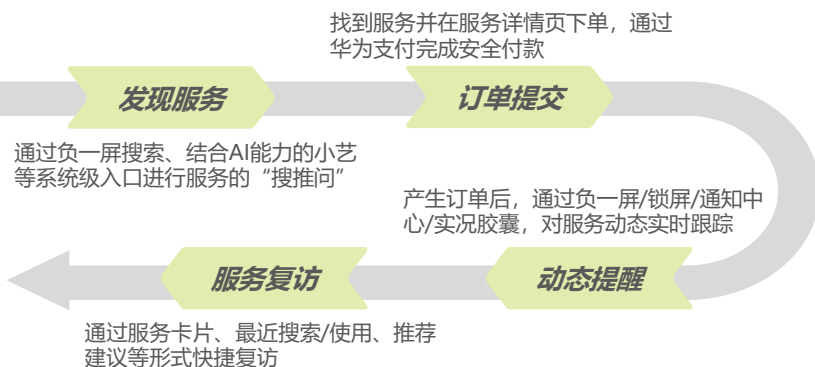 找到服务并在服务详情页下单，通过
华为支付完成安全付款
发现服务
订单提交
通过负一屏搜索、结合AI能力的小艺
等系统级入口进行服务的“搜推问”
产生订单后，通过负一屏/锁屏/通知中
心/实况胶囊，对服务动态实时跟踪
服务复访
动态提醒
通过服务卡片、最近搜索/使用、推荐
建议等形式快捷复访